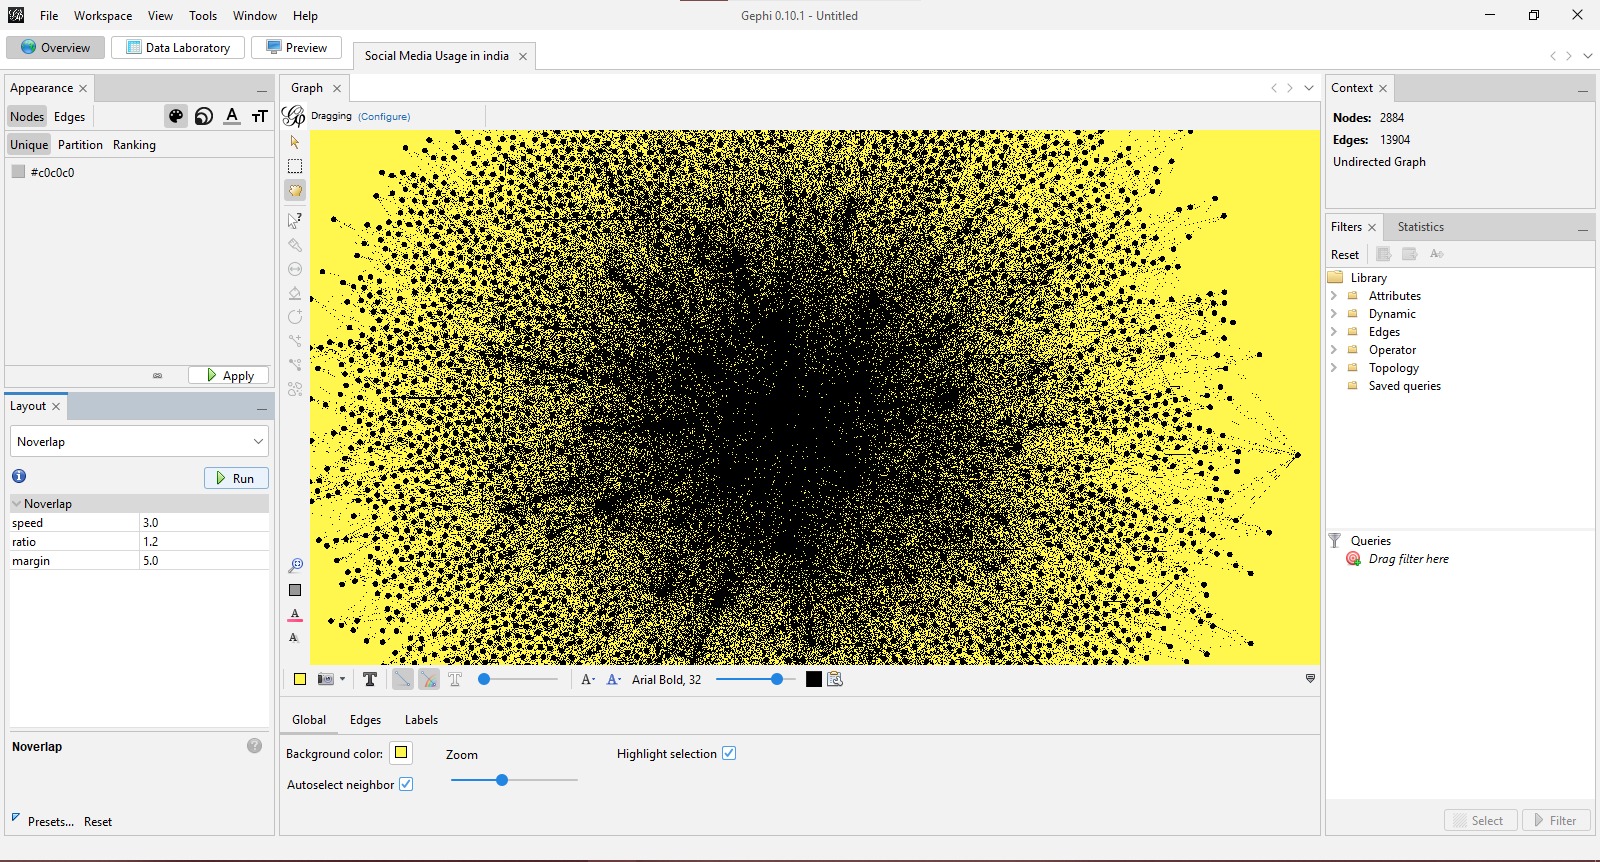 File Workspace View Tools Window Help
Gephi 0.10.1 - Untitled
Overview Data Laboratory Preview
Social Media Usage in india
Appearance
Nodes Edges A TT
Unique Partition Ranking
#c0c0c0
Apply
Layout
Noverlap
Run
Noverlap
speed 3.0
ratio 1.2
margin 5.0
Noverlap
?
Presets... Reset
Graph
Dragging (Configure)
?
A
A
T T A A Arial Bold, 32
Global Edges Labels
Background color: Zoom Highlight selection
Autoselect neighbor
Context
Nodes: 2884
Edges: 13904
Undirected Graph
Filters Statistics
Reset
Library
Attributes
Dynamic
Edges
Operator
Topology
Saved queries
Queries
Drag filter here
Select Filter